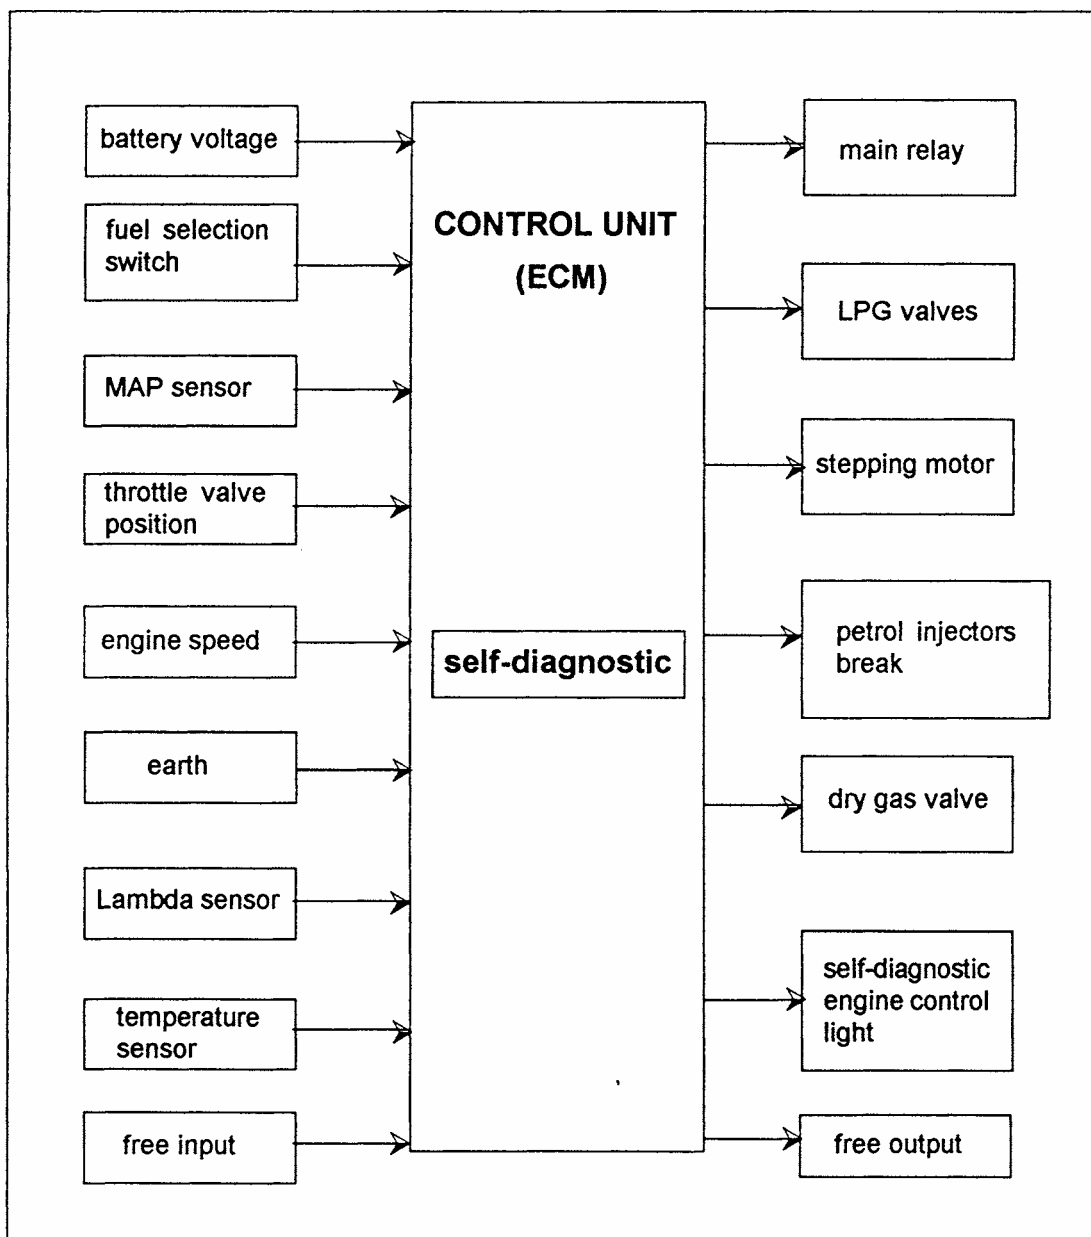 battery voltage
fuel selection
switch
MAP sensor
throttle valve
position
engine speed
earth
Lambda sensor
temperature
sensor
free input
CONTROL UNIT
(ECM)
self-diagnostic
main relay
LPG valves
stepping motor
petrol injectors
break
dry gas valve
self-diagnostic
engine control
light
free output